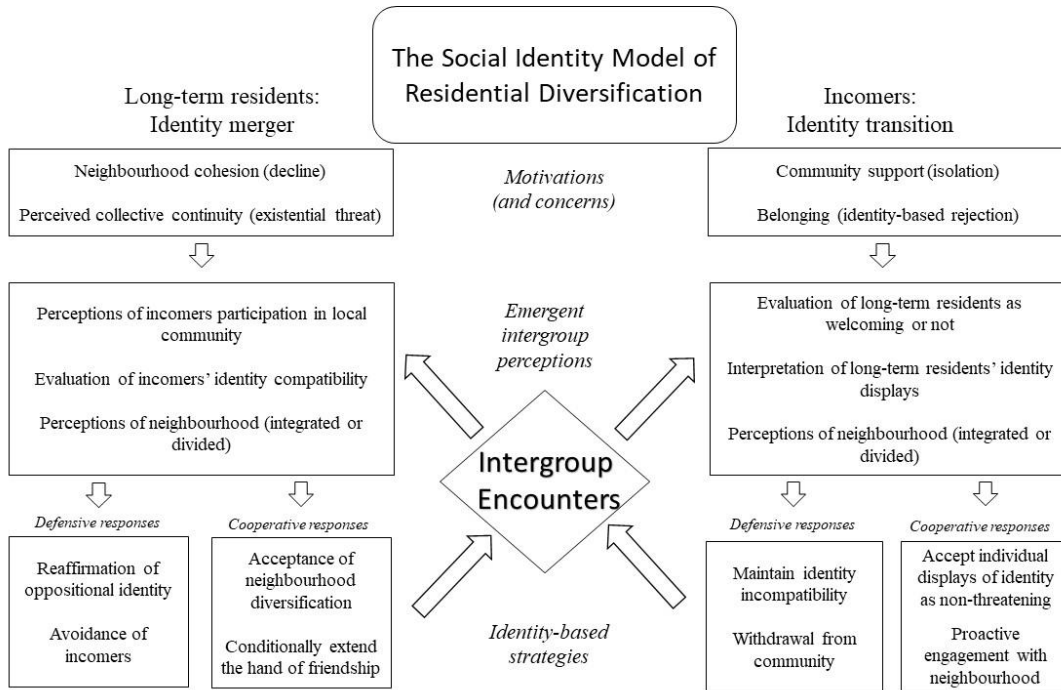 The Social Identity Model of
Residential Diversification
Long-term residents:
Identity merger
Incomers:
Identity transition
Neighbourhood cohesion (decline)
Perceived collective continuity (existential threat)
Motivations
(and concerns)
Community support (isolation)
Belonging (identity-based rejection)
Perceptions of incomers participation in local
community
Evaluation of incomers' identity compatibility
Perceptions of neighbourhood (integrated or
divided)
Emergent
intergroup
perceptions
Evaluation of long-term residents as
welcoming or not
Interpretation of long-term residents' identity
displays
Perceptions of neighbourhood (integrated or
divided)
Intergroup
Encounters
Defensive responses
Reaffirmation of
oppositional identity
Avoidance of
incomers
Cooperative responses
Acceptance of
neighbourhood
diversification
Conditionally extend
the hand of friendship
Identity-based
strategies
Defensive responses
Maintain identity
incompatibility
Withdrawal from
community
Cooperative responses
Accept individual
displays of identity
as non-threatening
Proactive
engagement with
neighbourhood